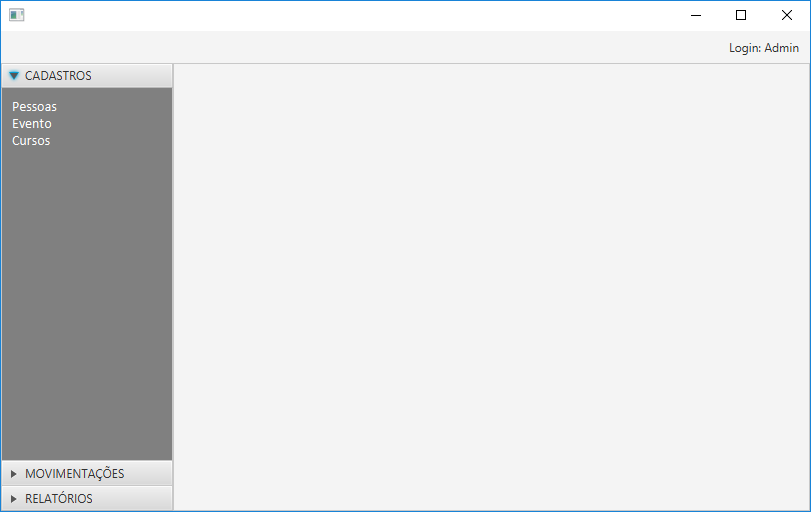 Login: Admin
CADASTROS
Pessoas
Evento
Cursos
MOVIMENTAÇÕES
RELATÓRIOS